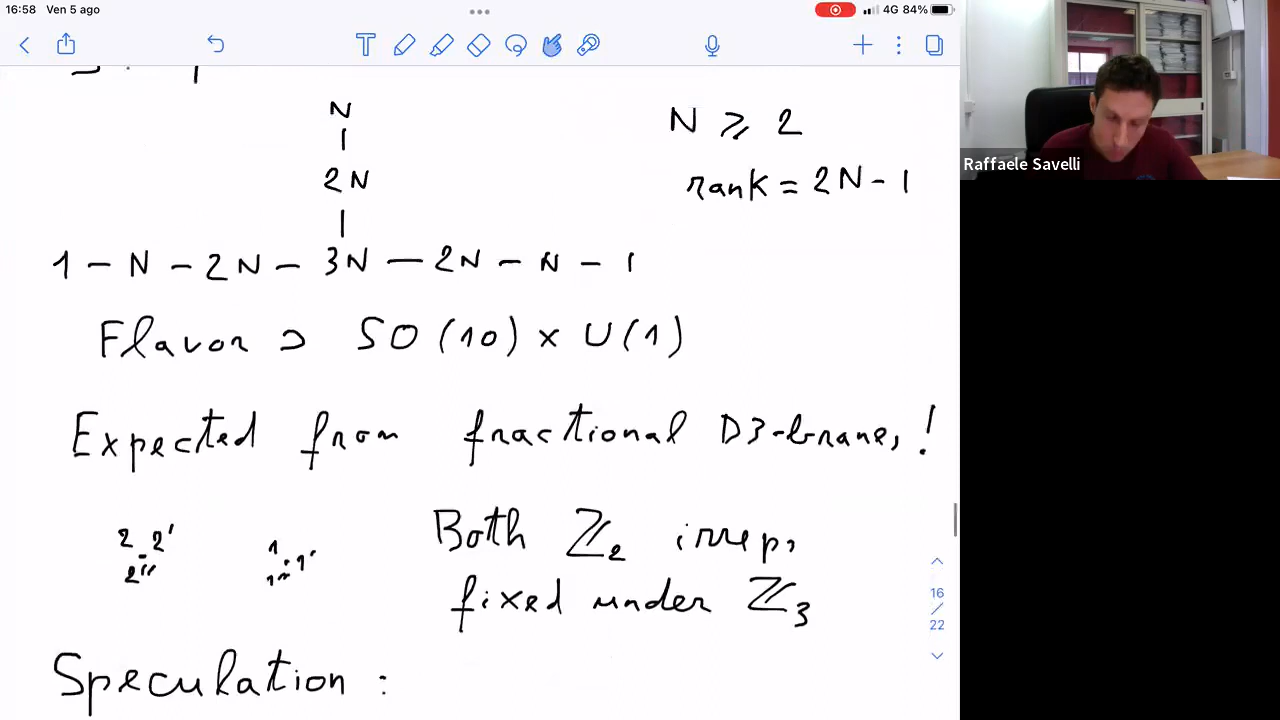 16:58 Ven 5 ago
4G 84%
N
|
2N
|
1 — N — 2N — 3N — 2N — N — 1
N ⩾ 2
rank = 2N - 1
Flavor ⊃ SO(10) × U(1)
Expected from fractional D3-branes!
2 2' 2''
1 1' 1''
Both ℤ₂ irreps
fixed under ℤ₃
Speculation :
16
/
22
Raffaele Savelli